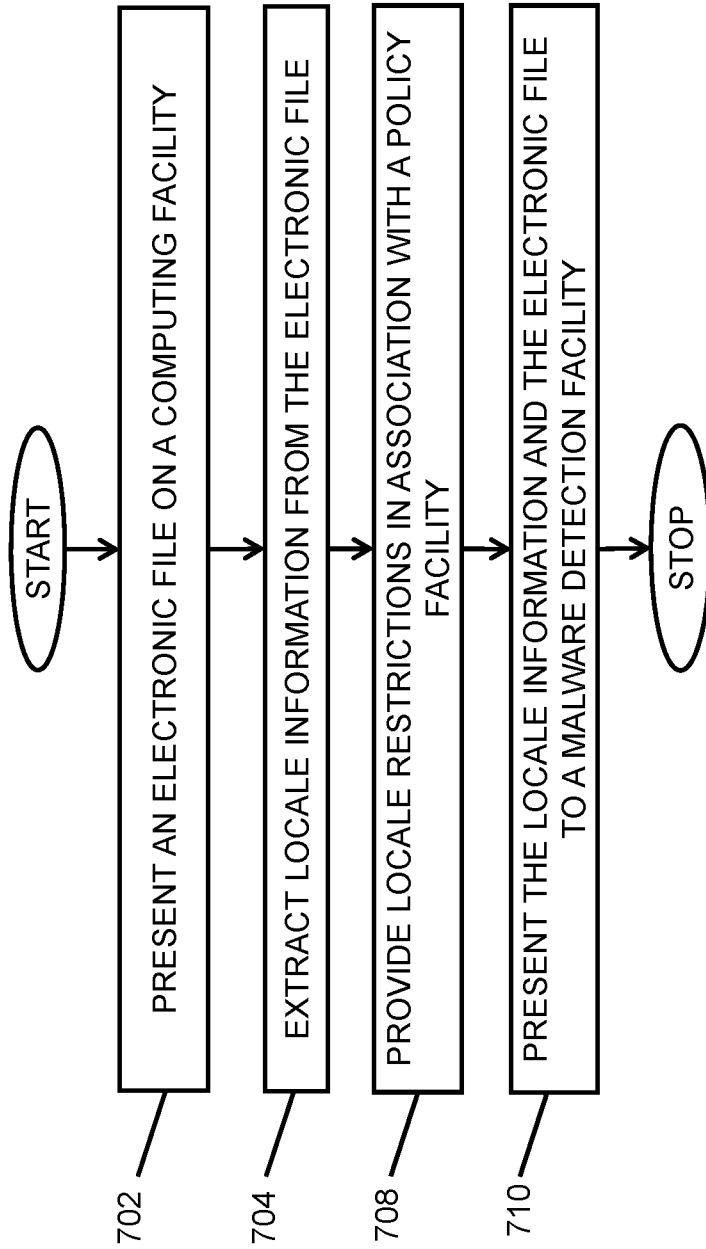 START
702
PRESENT AN ELECTRONIC FILE ON A COMPUTING FACILITY
704
EXTRACT LOCALE INFORMATION FROM THE ELECTRONIC FILE
708
PROVIDE LOCALE RESTRICTIONS IN ASSOCIATION WITH A POLICY
FACILITY
710
PRESENT THE LOCALE INFORMATION AND THE ELECTRONIC FILE
TO A MALWARE DETECTION FACILITY
STOP